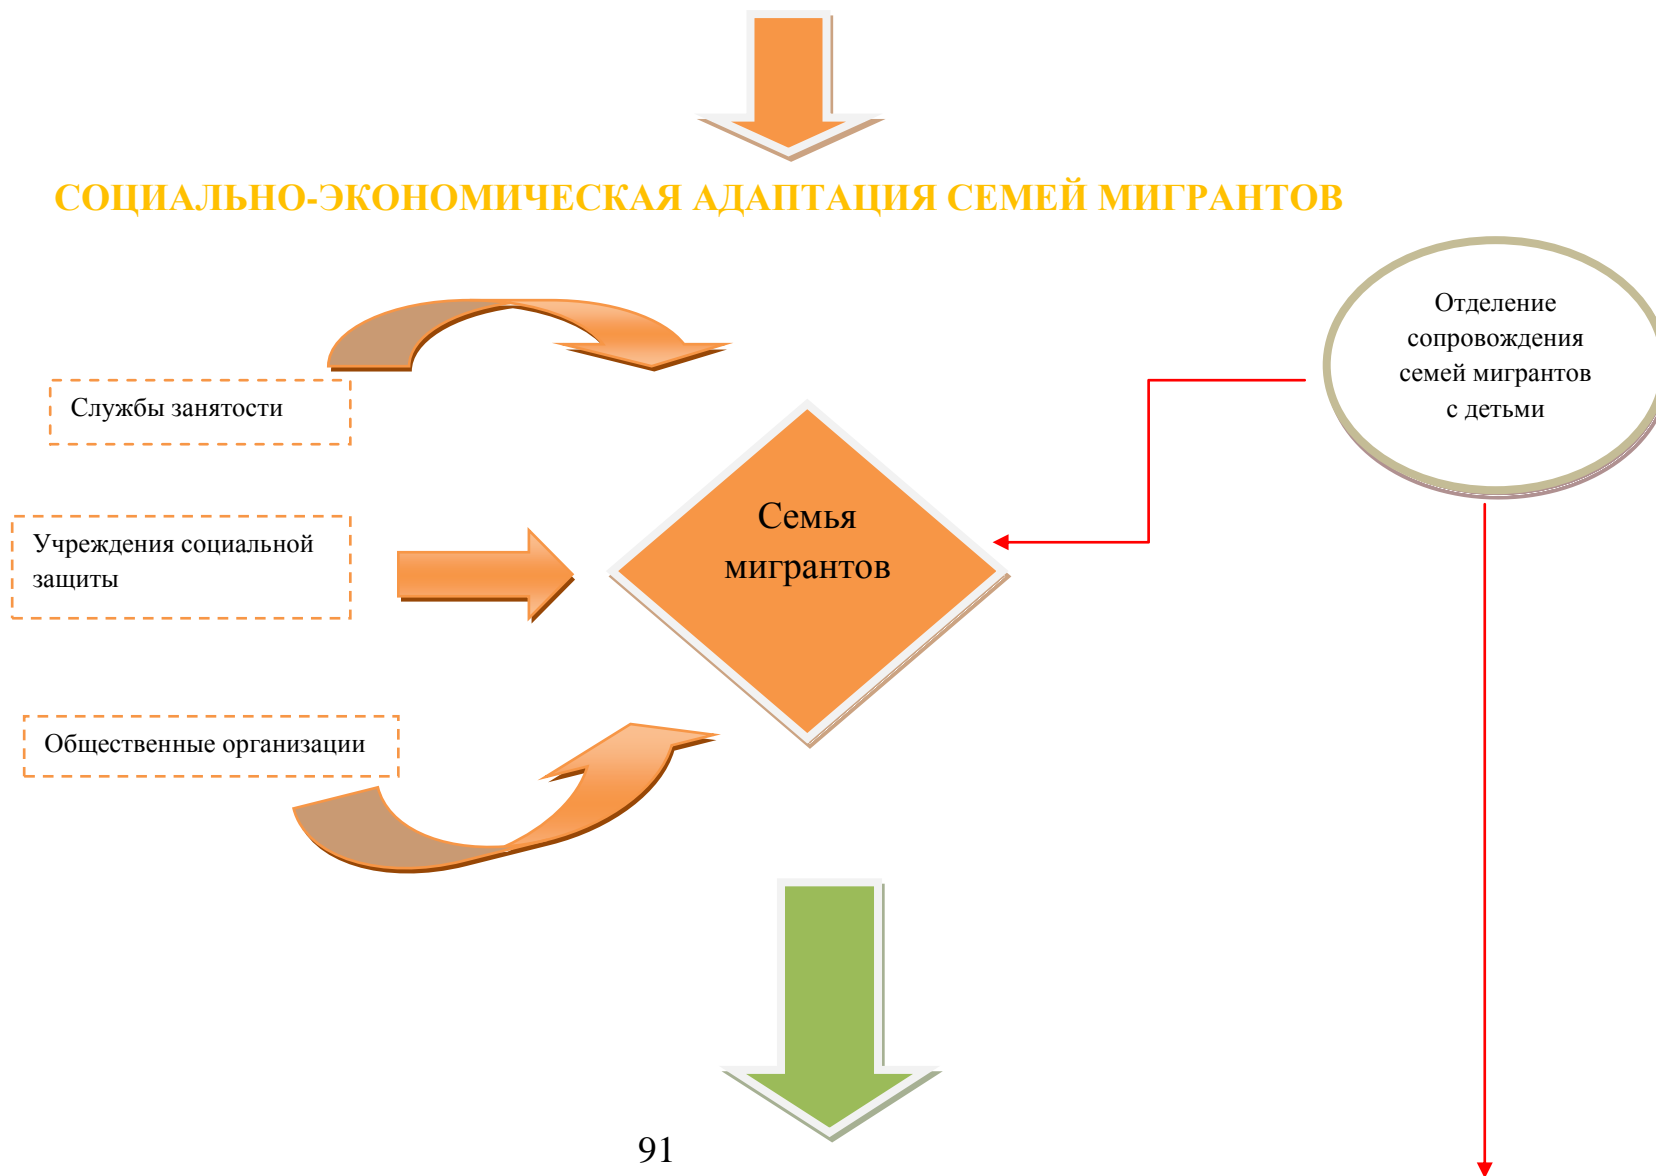 СОЦИАЛЬНО-ЭКОНОМИЧЕСКАЯ АДАПТАЦИЯ СЕМЕЙ МИГРАНТОВ
Отделение
сопровождения
семей мигрантов
с детьми
Службы занятости
Семья
мигрантов
Учреждения социальной
защиты
Общественные организации
91